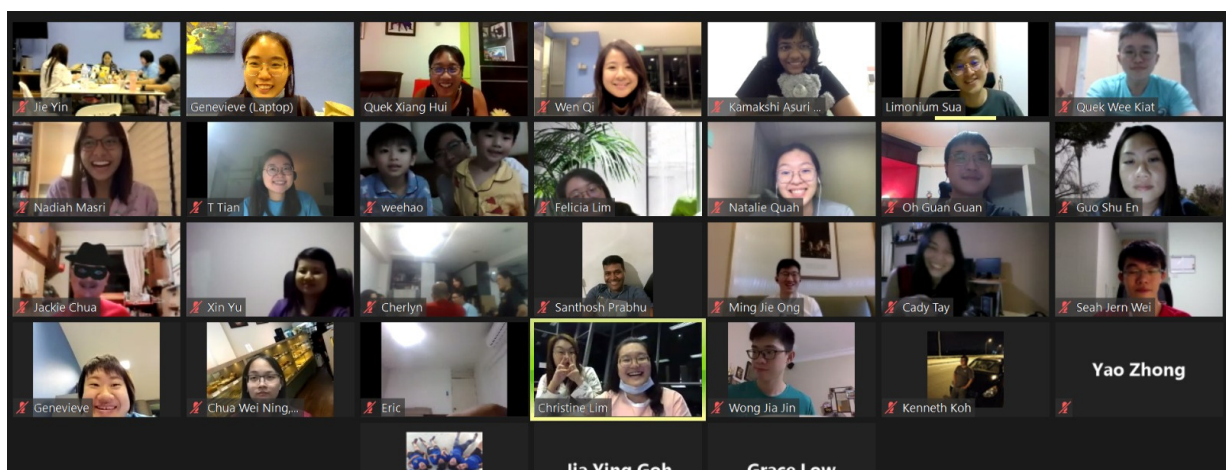 Jie Yin
Genevieve (Laptop)
Quek Xiang Hui
Wen Qi
Kamakshi Asuri ...
Limonium Sua
Quek Wee Kiat
Nadiah Masri
T Tian
weehao
Felicia Lim
Natalie Quah
Oh Guan Guan
Guo Shu En
Jackie Chua
Xin Yu
Cherlyn
Santhosh Prabhu
Ming Jie Ong
Cady Tay
Seah Jern Wei
Genevieve
Chua Wei Ning,...
Eric
Christine Lim
Wong Jia Jin
Kenneth Koh
Yao Zhong
Jia Ying Goh
Grace Low